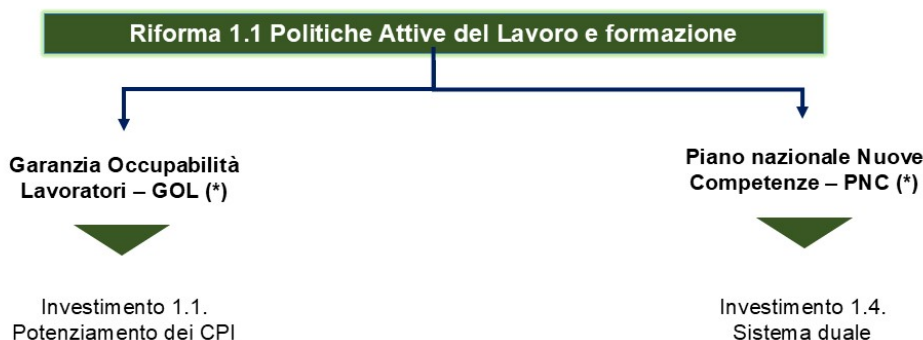 Riforma 1.1 Politiche Attive del Lavoro e formazione
Garanzia Occupabilità
Lavoratori – GOL (*)
Piano nazionale Nuove
Competenze – PNC (*)
Investimento 1.1.
Potenziamento dei CPI
Investimento 1.4.
Sistema duale